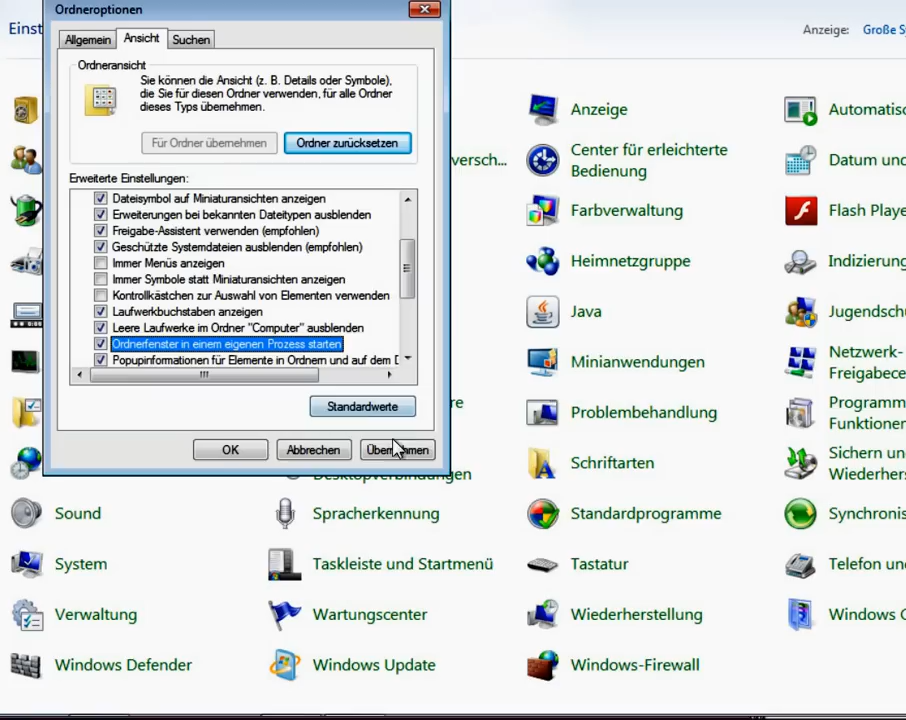 Ordneroptionen
Allgemein
Ansicht
Suchen
Ordneransicht
Sie können die Ansicht (z. B. Details oder Symbole),
die Sie für diesen Ordner verwenden, für alle Ordner
dieses Typs übernehmen.
Für Ordner übernehmen
Ordner zurücksetzen
Erweiterte Einstellungen:
Dateisymbol auf Miniaturansichten anzeigen
Erweiterungen bei bekannten Dateitypen ausblenden
Freigabe-Assistent verwenden (empfohlen)
Geschützte Systemdateien ausblenden (empfohlen)
Immer Menüs anzeigen
Immer Symbole statt Miniaturansichten anzeigen
Kontrollkästchen zur Auswahl von Elementen verwenden
Laufwerkbuchstaben anzeigen
Leere Laufwerke im Ordner "Computer" ausblenden
Ordnerfenster in einem eigenen Prozess starten
Popupinformationen für Elemente in Ordnern und auf dem D
Standardwerte
OK
Abbrechen
Einst
Anzeige: Große S
Anzeige
Automatisc
versch...
Center für erleichterte
Bedienung
Datum und
Farbverwaltung
Flash Playe
Heimnetzgruppe
Indizierung
Java
Jugendschu
Minianwendungen
Netzwerk-
Freigabece
re
Problembehandlung
Programm
Funktionen
Desktopverbindungen
Schriftarten
Sichern un
Wiederhers
Sound
Spracherkennung
Standardprogramme
Synchronis
System
Taskleiste und Startmenü
Tastatur
Telefon un
Verwaltung
Wartungscenter
Wiederherstellung
Windows C
Windows Defender
Windows Update
Windows-Firewall